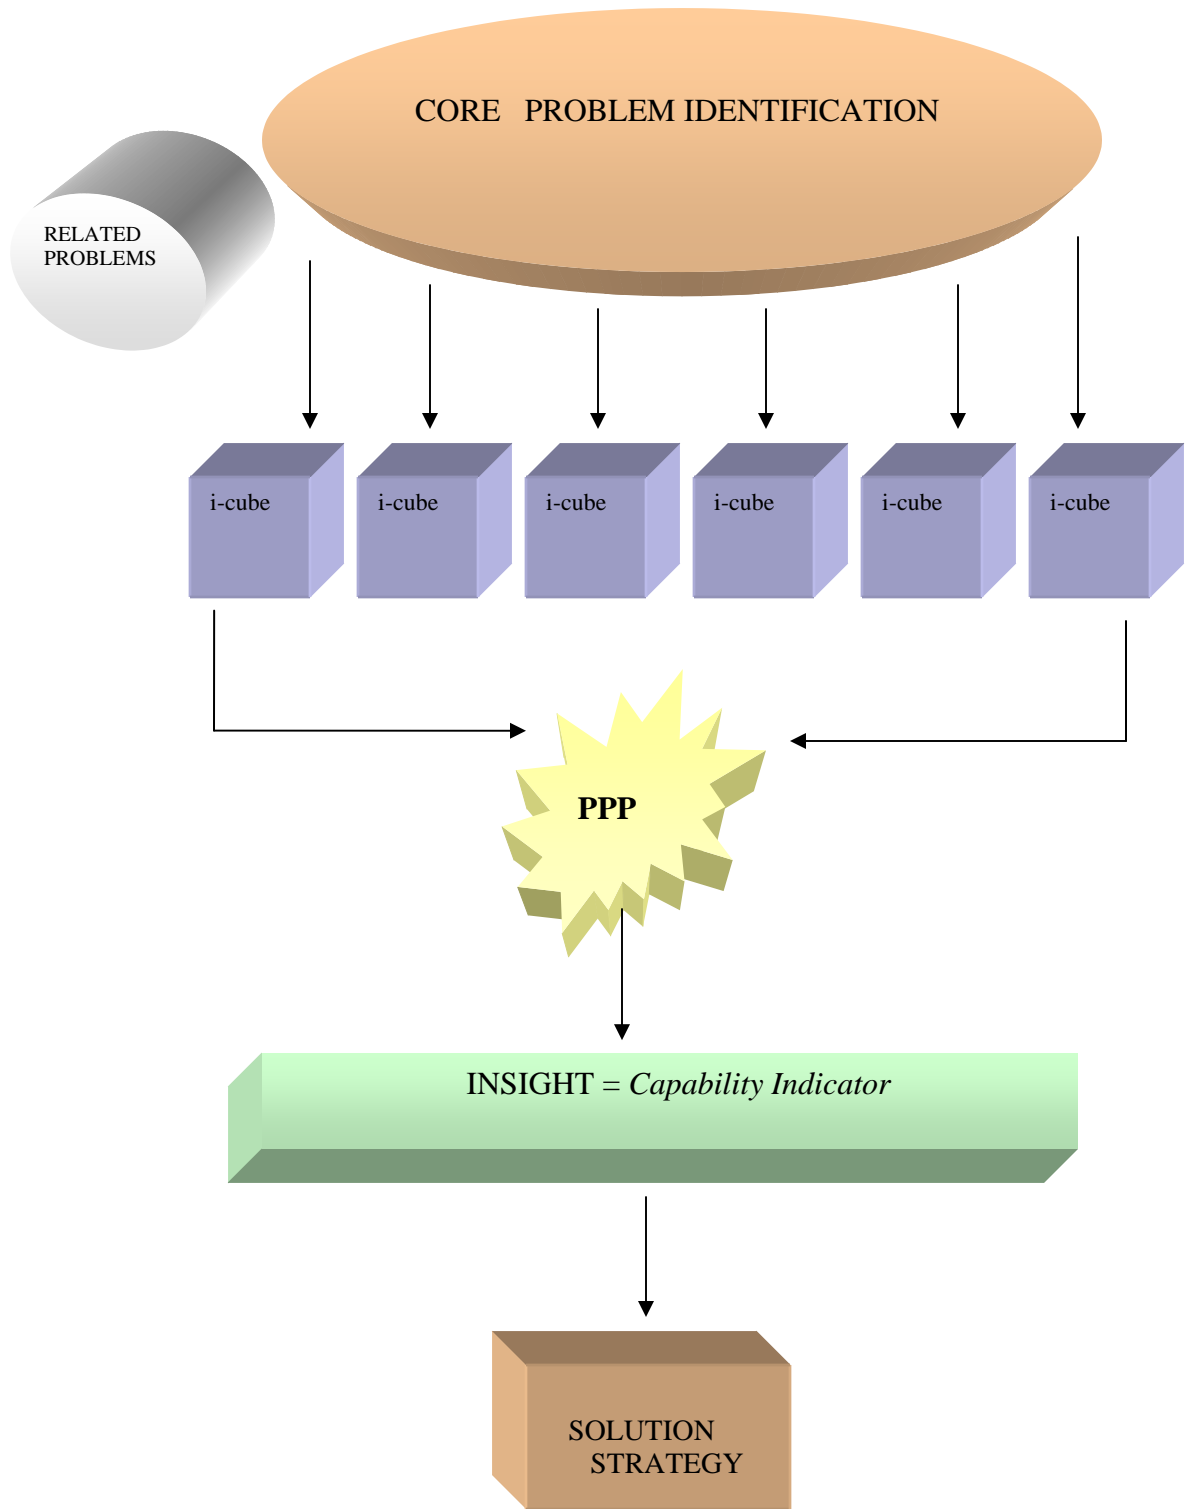 CORE PROBLEM IDENTIFICATION
RELATED
PROBLEMS
i-cube
i-cube
i-cube
i-cube
i-cube
i-cube
PPP
INSIGHT = Capability Indicator
SOLUTION
STRATEGY